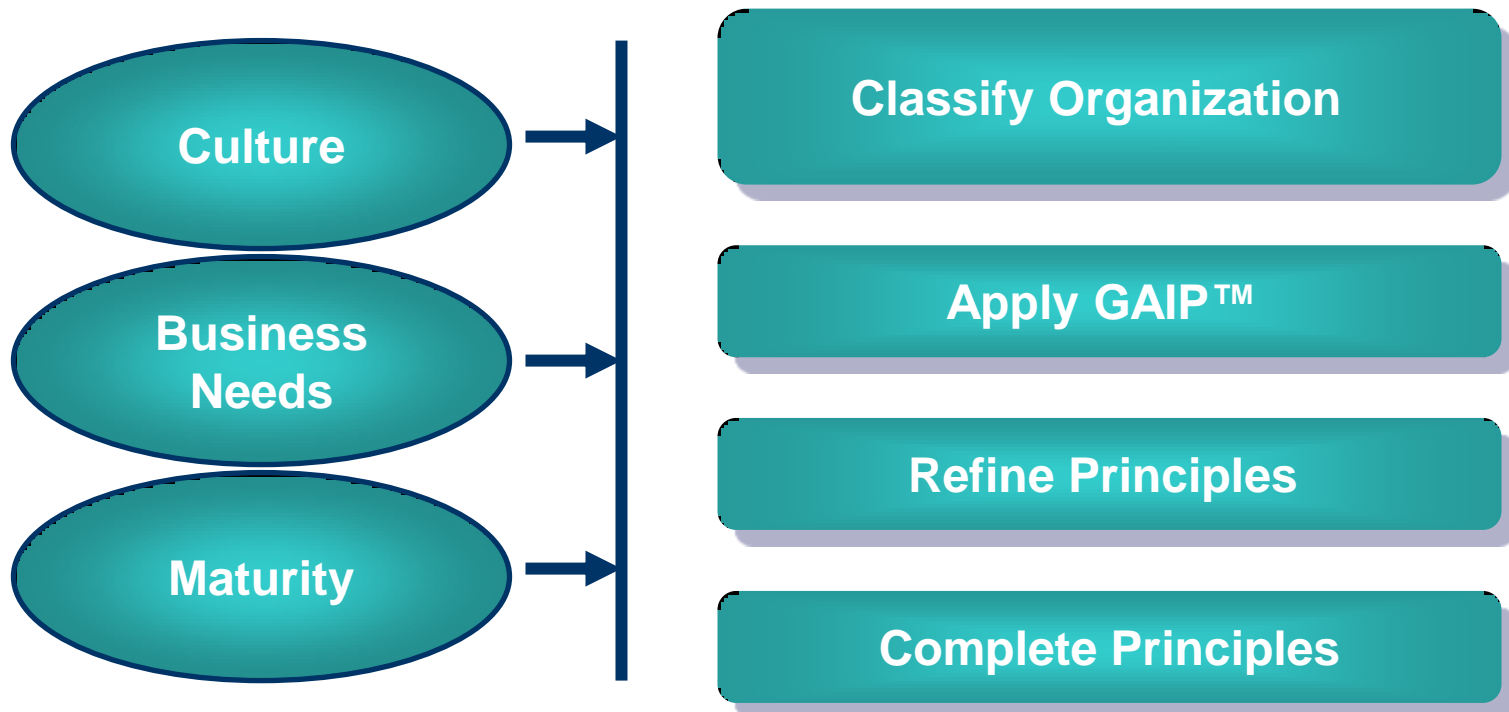 Culture
Business
Needs
Maturity
Classify Organization
Apply GAIP™
Refine Principles
Complete Principles